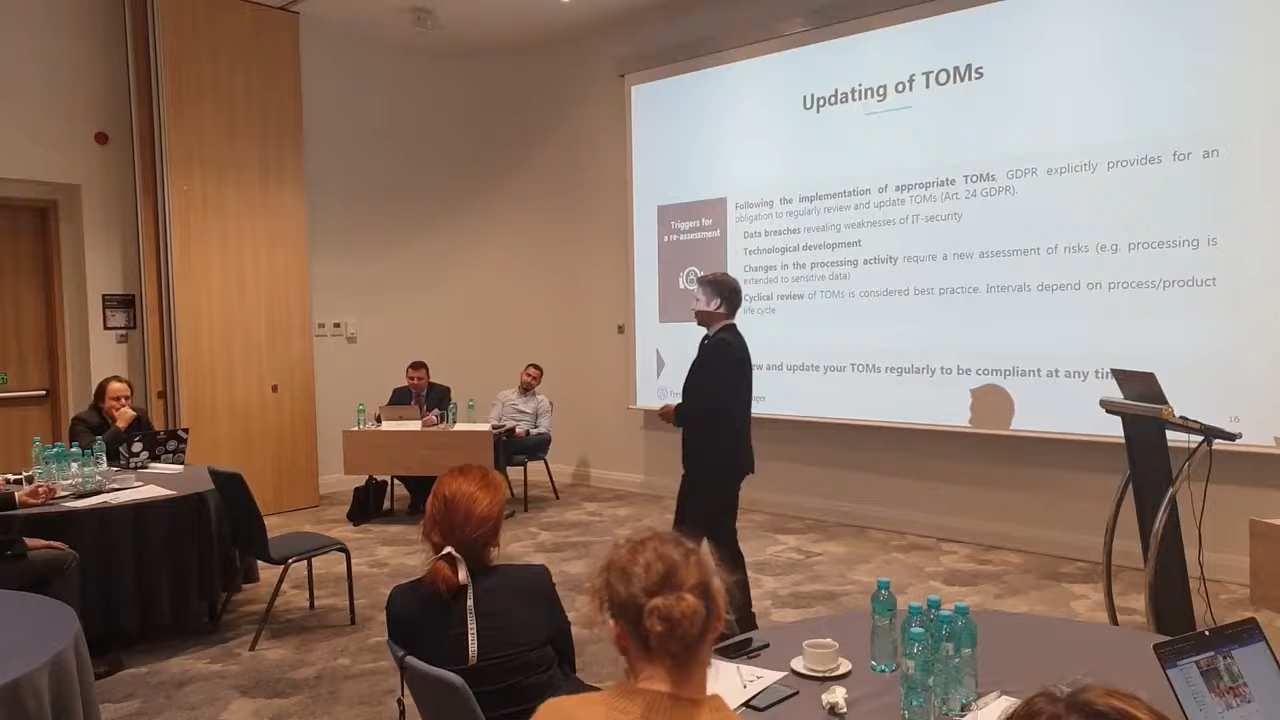 Updating of TOMs
Triggers for
a re-assessment
Following the implementation of appropriate TOMs, GDPR explicitly provides for an
obligation to regularly review and update TOMs (Art. 24 GDPR).
Data breaches revealing weaknesses of IT-security
Technological development
Changes in the processing activity require a new assessment of risks (e.g. processing is
extended to sensitive data)
Cyclical review of TOMs is considered best practice. Intervals depend on process/product
life cycle
and update your TOMs regularly to be compliant at any
16